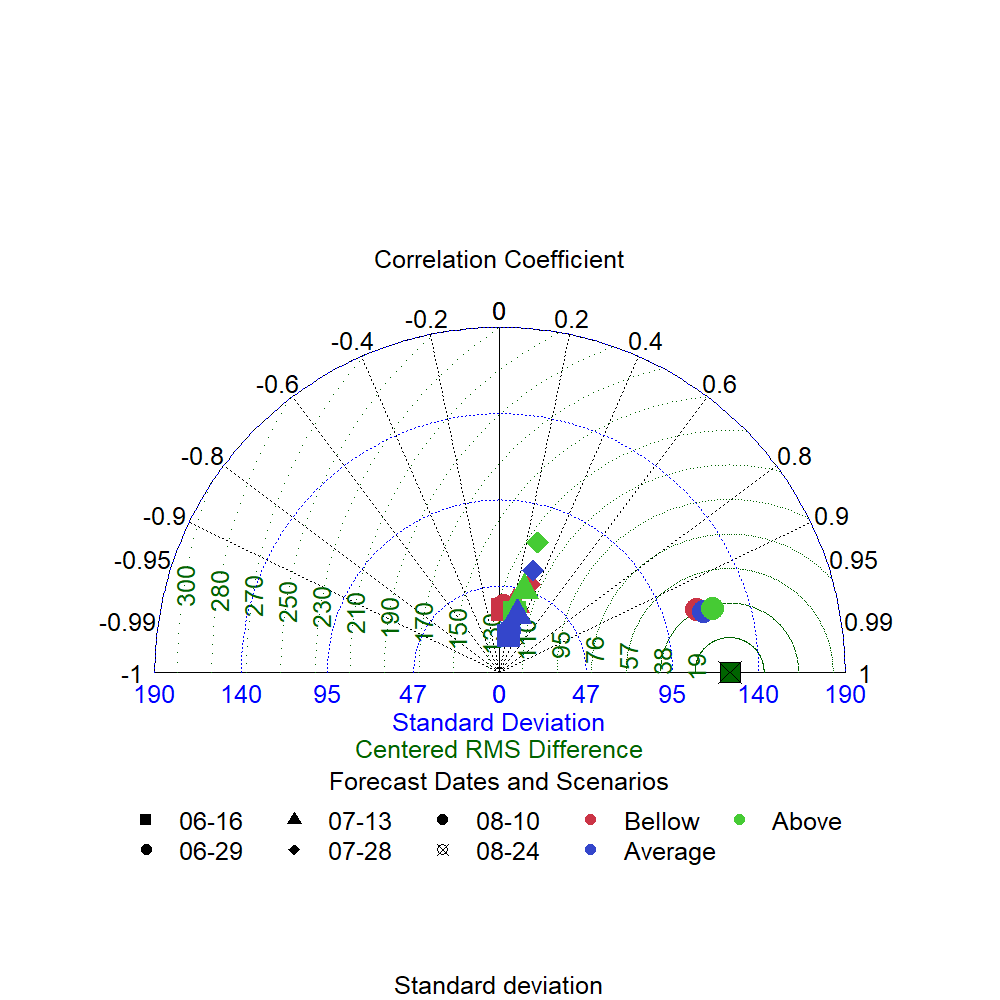 Correlation Coefficient
0
-0.2 0.2
-0.4 0.4
-0.6 0.6
-0.8 0.8
-0.9 0.9
-0.95 0.95
-0.99 0.99
300 280 270 250 230 210 190 170 150 130 110 95 76 57 38 19
-1 1
190 140 95 47 0 47 95 140 190
Standard Deviation
Centered RMS Difference
Forecast Dates and Scenarios
06-16 07-13 08-10 Bellow Above
06-29 07-28 08-24 Average
Standard deviation